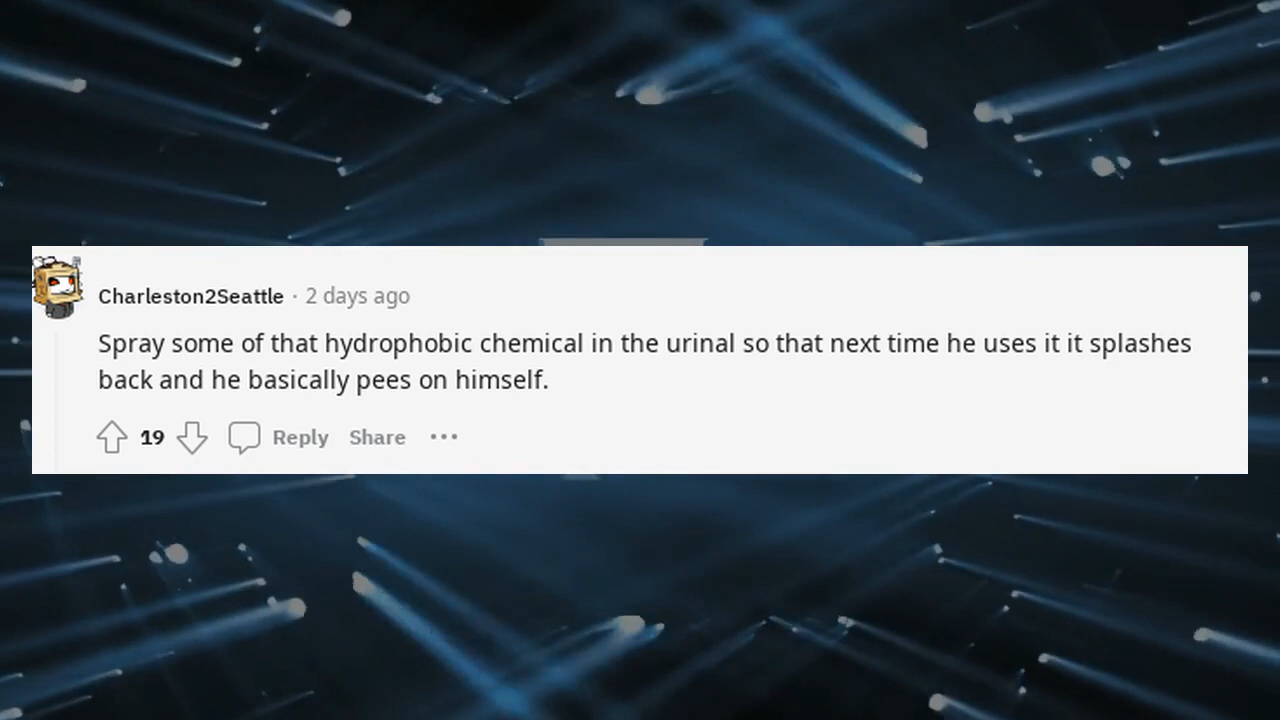 Charleston2Seattle · 2 days ago
Spray some of that hydrophobic chemical in the urinal so that next time he uses it it splashes
back and he basically pees on himself.
19 Reply Share ···